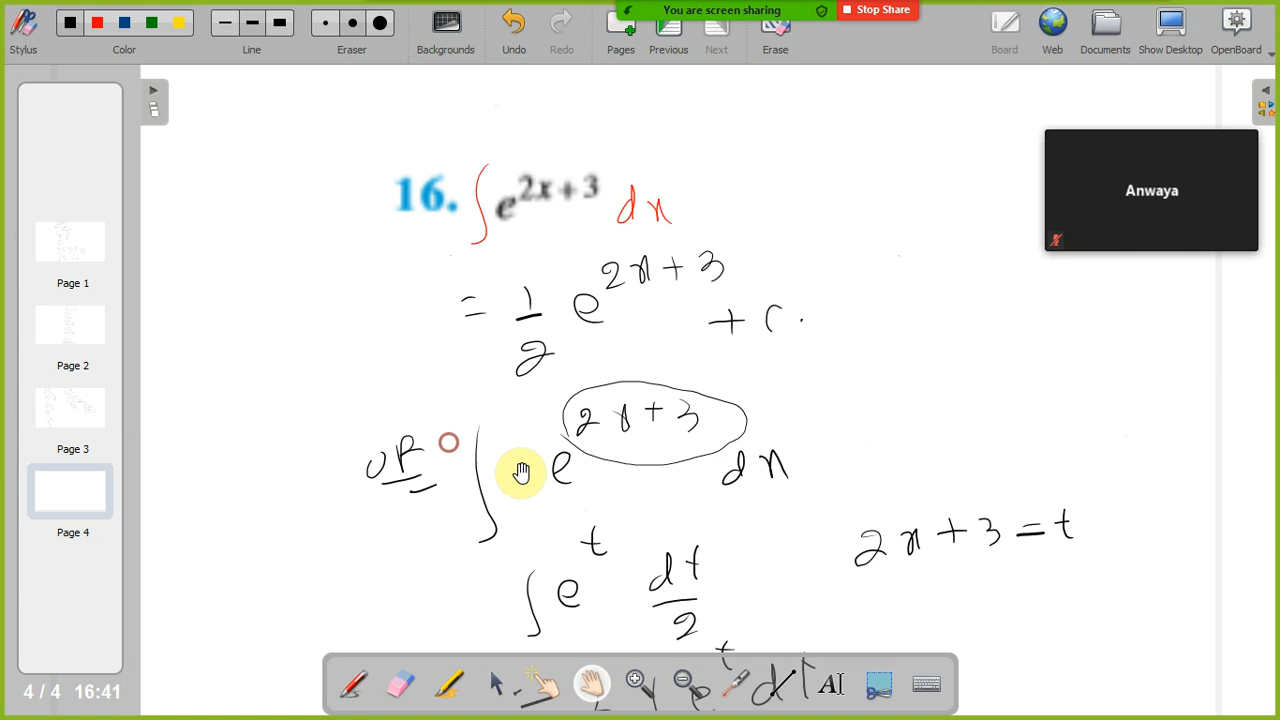 You are screen sharing
Stop Share
Stylus Color Line Eraser Backgrounds Undo Redo Pages Previous Next Erase Board Web Documents Show Desktop OpenBoard
Anwaya
16. ∫ e^{2x+3} dx
= 1/2 e^{2x+3} + C.
OR ∫ e^{2x+3} dx
2x+3=t
∫ e^t dt/2
Page 1
Page 2
Page 3
Page 4
4 / 4 16:41